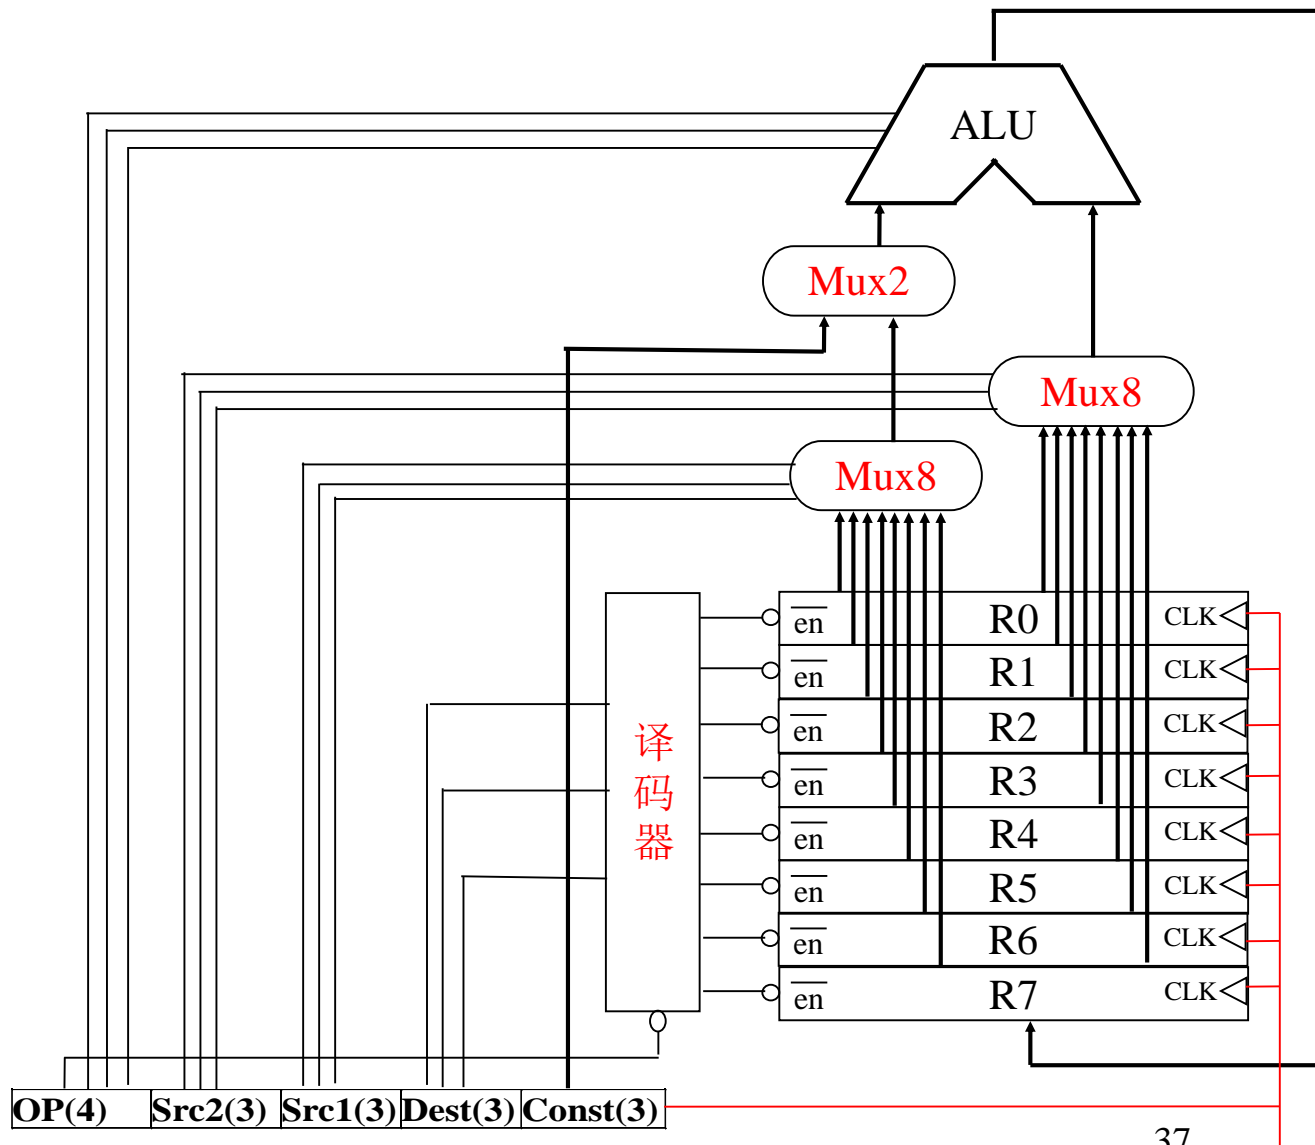 ALU
Mux2
Mux8
Mux8
en R0 CLK
en R1 CLK
en R2 CLK
en R3 CLK
en R4 CLK
en R5 CLK
en R6 CLK
en R7 CLK
译
码
器
OP(4) Src2(3) Src1(3) Dest(3) Const(3)
37